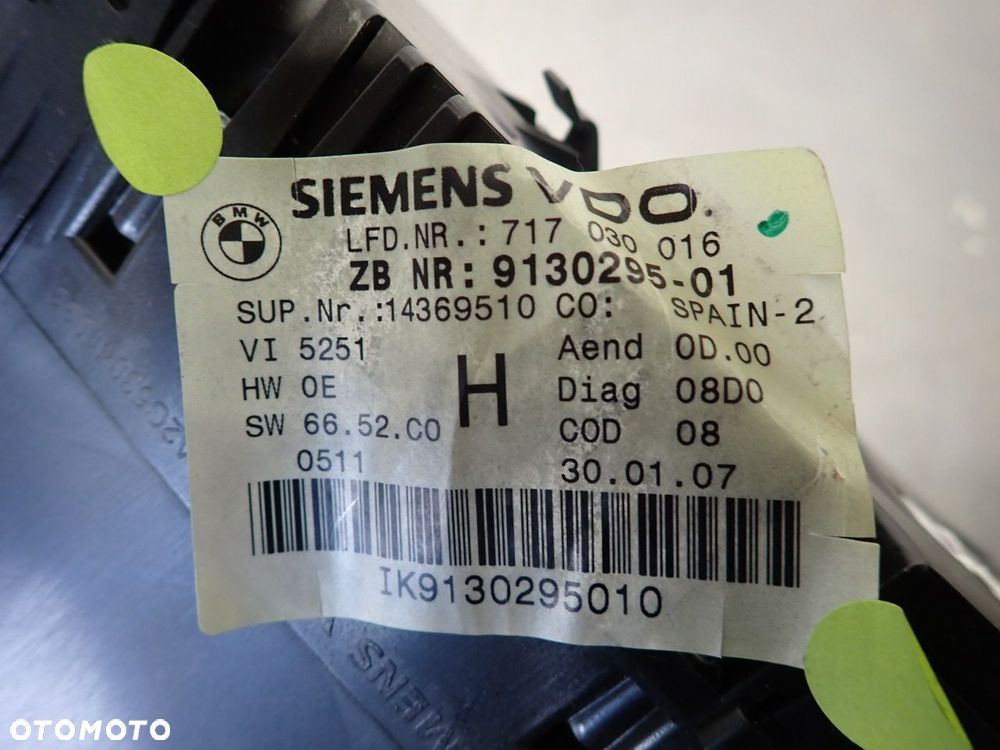 SIEMENS VDO.
BMW
LFD.NR.: 717 030 016
ZB NR: 9130295-01
SUP.Nr.:14369510 CO: SPAIN-2
VI 5251 Aend 0D.00
HW 0E H Diag 08D0
SW 66.52.C0 COD 08
0511 30.01.07
IK9130295010
MENS
OTOMOTO